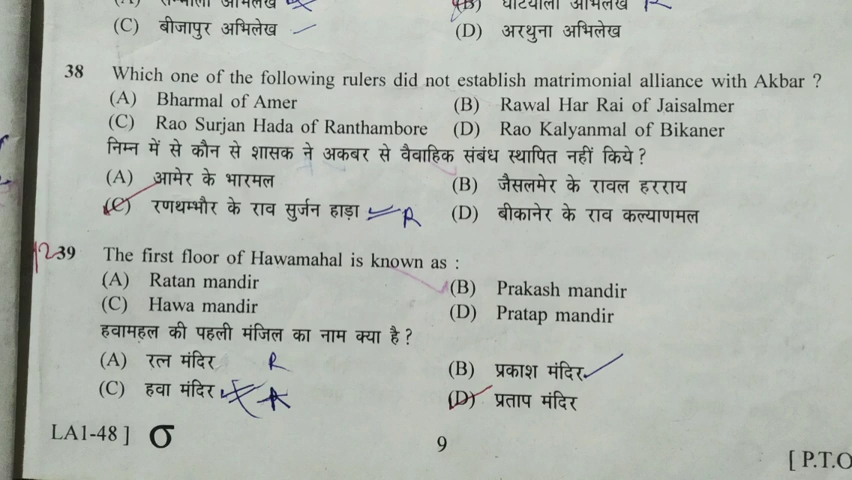 (C) बीजापुर अभिलेख (D) अरथुना अभिलेख
38 Which one of the following rulers did not establish matrimonial alliance with Akbar ?
(A) Bharmal of Amer (B) Rawal Har Rai of Jaisalmer
(C) Rao Surjan Hada of Ranthambore (D) Rao Kalyanmal of Bikaner
निम्न में से कौन से शासक ने अकबर से वैवाहिक संबंध स्थापित नहीं किये ?
(A) आमेर के भारमल (B) जैसलमेर के रावल हरराय
(C) रणथम्भौर के राव सुर्जन हाड़ा R (D) बीकानेर के राव कल्याणमल
39 The first floor of Hawamahal is known as :
(A) Ratan mandir (B) Prakash mandir
(C) Hawa mandir (D) Pratap mandir
हवामहल की पहली मंजिल का नाम क्या है ?
(A) रत्न मंदिर R (B) प्रकाश मंदिर
(C) हवा मंदिर (D) प्रताप मंदिर
LA1-48 ] σ 9 [ P.T.O